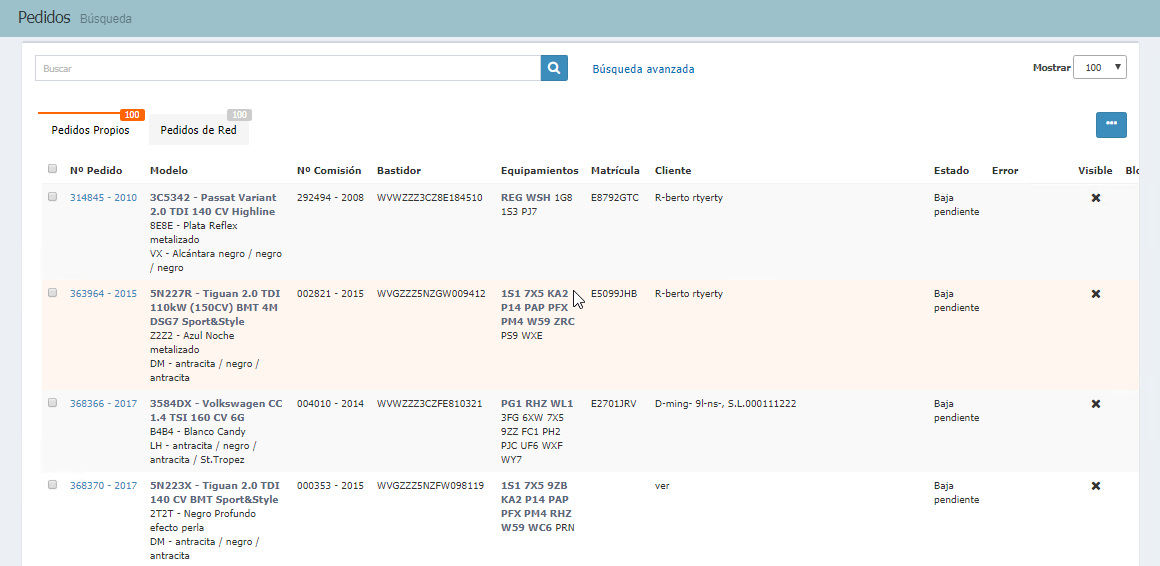 Pedidos Búsqueda
Buscar
Búsqueda avanzada
Mostrar 100
100
Pedidos Propios
100
Pedidos de Red
Nº Pedido Modelo Nº Comisión Bastidor Equipamientos Matrícula Cliente Estado Error Visible Blo
314845 - 2010 3C5342 - Passat Variant 292494 - 2008 WVWZZZ3CZ8E184510 REG WSH 1G8 E8792GTC R-berto rtyerty Baja
2.0 TDI 140 CV Highline 1S3 PJ7 pendiente
8E8E - Plata Reflex
metalizado
VX - Alcántara negro / negro
/ negro
363964 - 2015 5N227R - Tiguan 2.0 TDI 002821 - 2015 WVGZZZ5NZGW009412 1S1 7X5 KA2 E5099JHB R-berto rtyerty Baja
110kW (150CV) BMT 4M P14 PAP PFX pendiente
DSG7 Sport&Style PM4 W59 ZRC
Z2Z2 - Azul Noche PS9 WXE
metalizado
DM - antracita / negro /
antracita
368366 - 2017 3584DX - Volkswagen CC 004010 - 2014 WVWZZZ3CZFE810321 PG1 RHZ WL1 E2701JRV D-ming- 9l-ns-, S.L.000111222 Baja
1.4 TSI 160 CV 6G 3FG 6XW 7X5 pendiente
B4B4 - Blanco Candy 9ZZ FC1 PH2
LH - antracita / negro / PJC UF6 WXF
antracita / St.Tropez WY7
368370 - 2017 5N223X - Tiguan 2.0 TDI 000353 - 2015 WVGZZZ5NZFW098119 1S1 7X5 9ZB ver Baja
140 CV BMT Sport&Style KA2 P14 PAP pendiente
2T2T - Negro Profundo PFX PM4 RHZ
efecto perla W59 WC6 PRN
DM - antracita / negro /
antracita